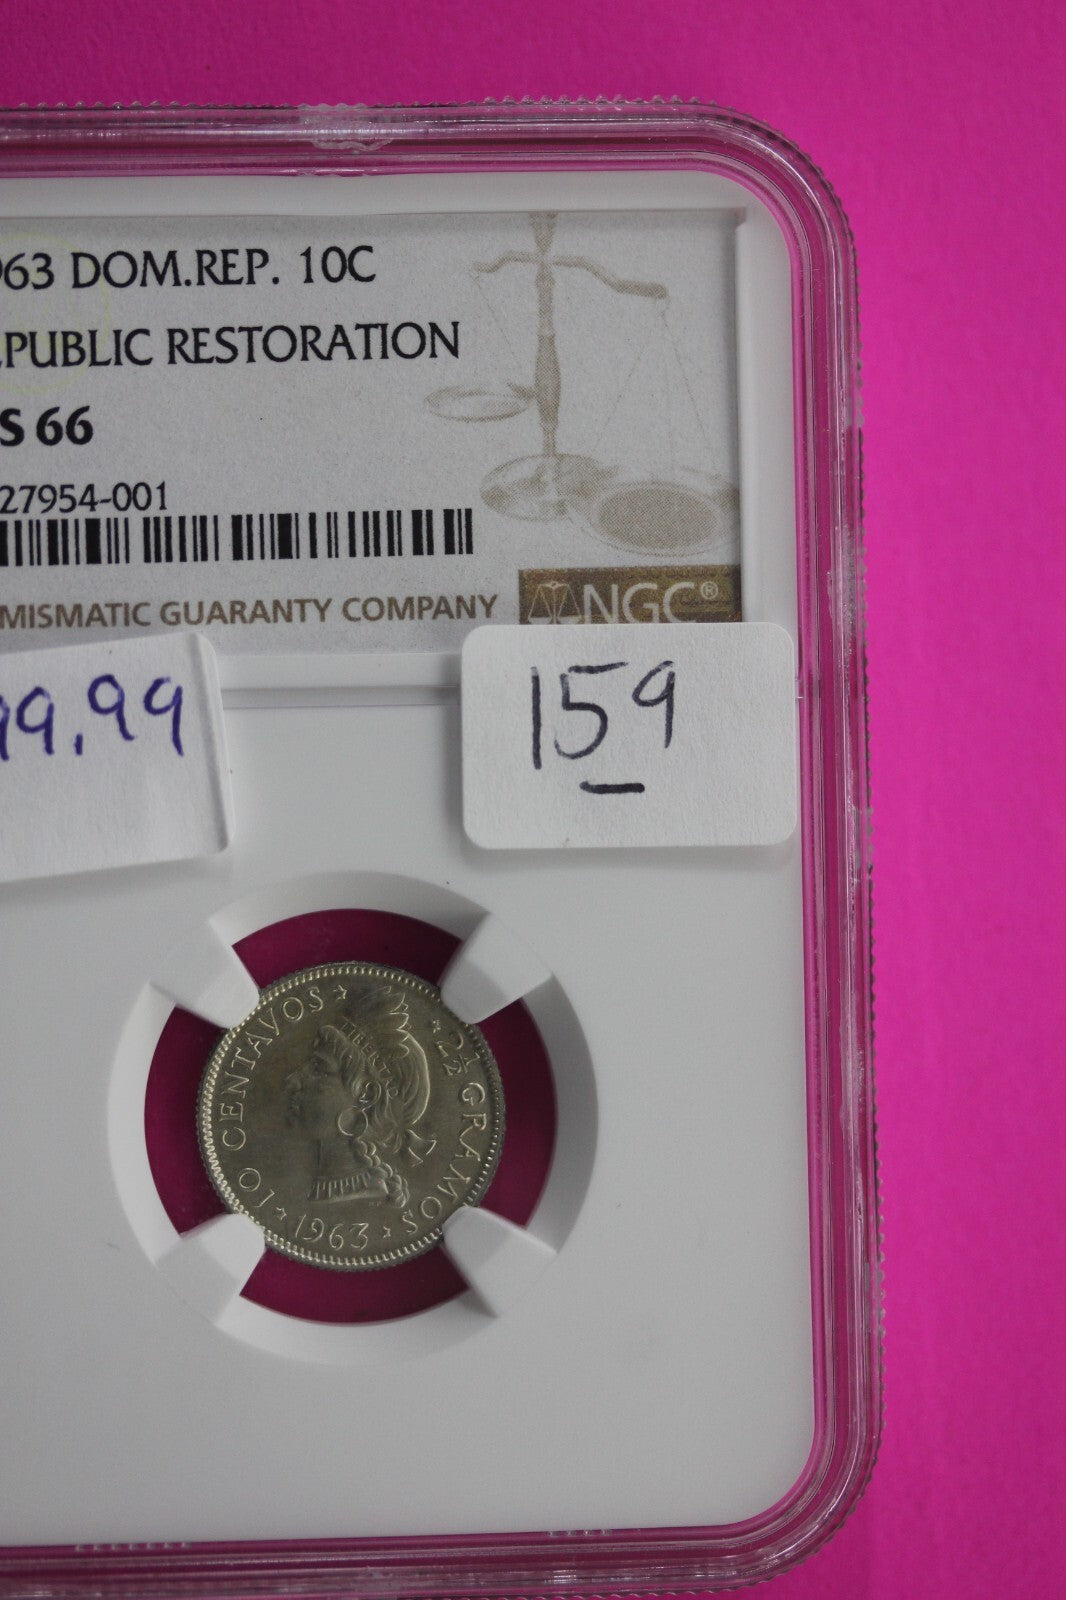 963 DOM.REP. 10C
PUBLIC RESTORATION
S 66
27954-001
MISMATIC GUARANTY COMPANY
NGC®
99.99
159
10 CENTAVOS ★ LIBERTAD ★ 2½ GRAMOS
★ 1963 ★